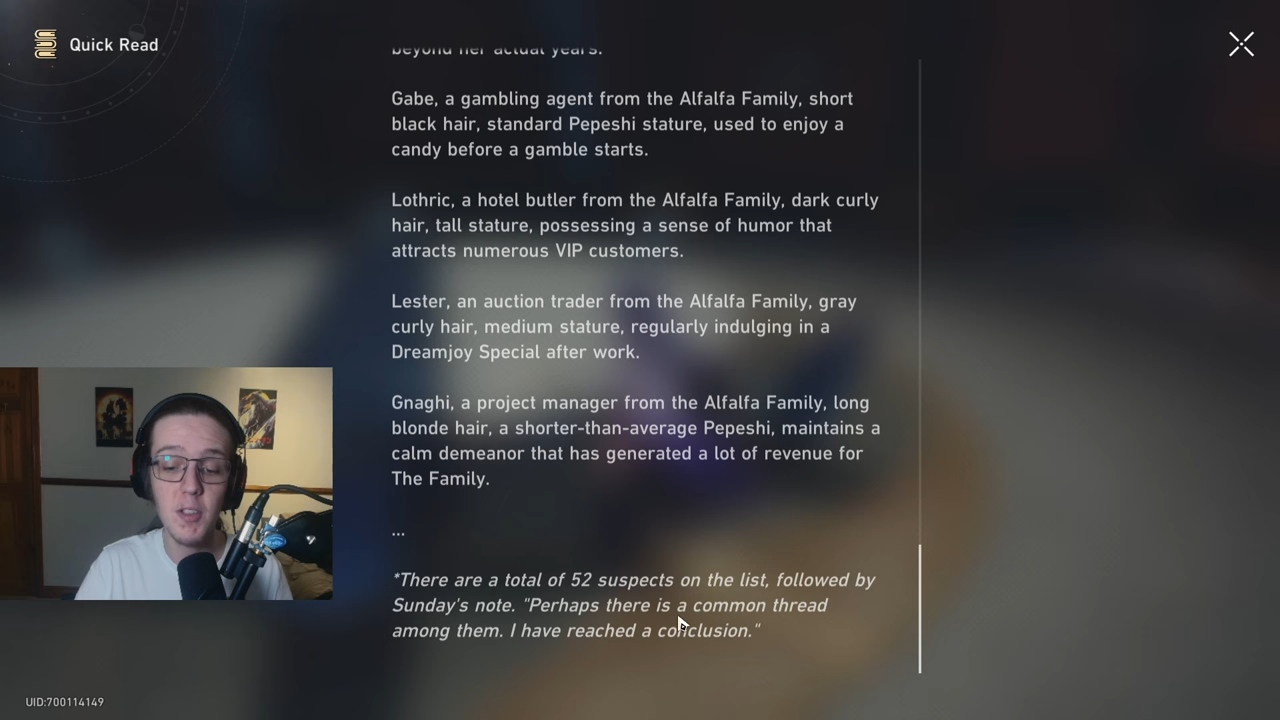 Quick Read
beyond her actual years.
Gabe, a gambling agent from the Alfalfa Family, short
black hair, standard Pepeshi stature, used to enjoy a
candy before a gamble starts.
Lothric, a hotel butler from the Alfalfa Family, dark curly
hair, tall stature, possessing a sense of humor that
attracts numerous VIP customers.
Lester, an auction trader from the Alfalfa Family, gray
curly hair, medium stature, regularly indulging in a
Dreamjoy Special after work.
Gnaghi, a project manager from the Alfalfa Family, long
blonde hair, a shorter-than-average Pepeshi, maintains a
calm demeanor that has generated a lot of revenue for
The Family.
...
*There are a total of 52 suspects on the list, followed by
Sunday's note. "Perhaps there is a common thread
among them. I have reached a conclusion."
UID:700114149